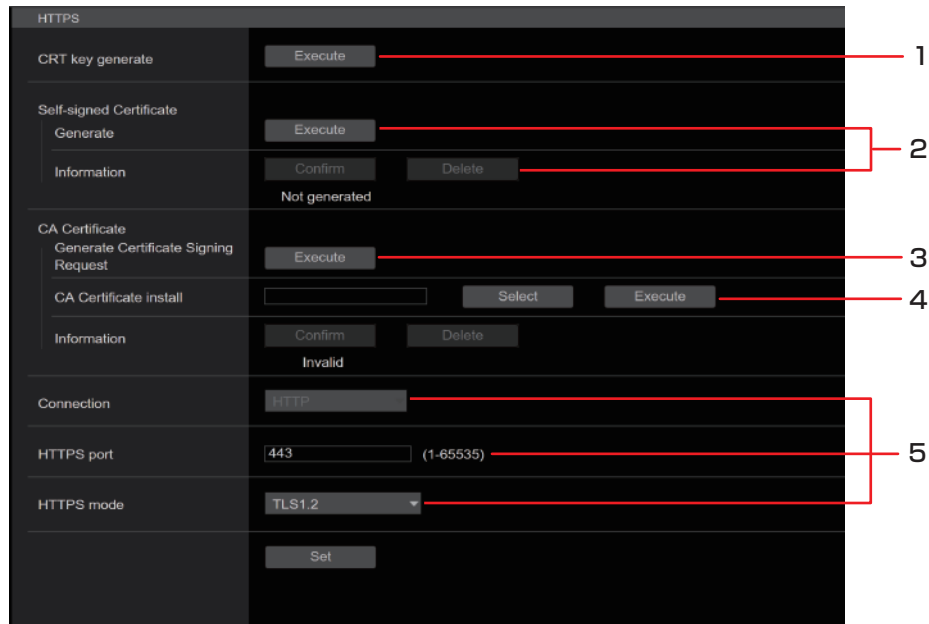 HTTPS
CRT key generate Execute 1
Self-signed Certificate
Generate Execute
2
Information Confirm Delete
Not generated
CA Certificate
Generate Certificate Signing
Request Execute 3
CA Certificate install Select Execute 4
Information Confirm Delete
Invalid
Connection HTTP
HTTPS port 443 (1-65535) 5
HTTPS mode TLS1.2
Set